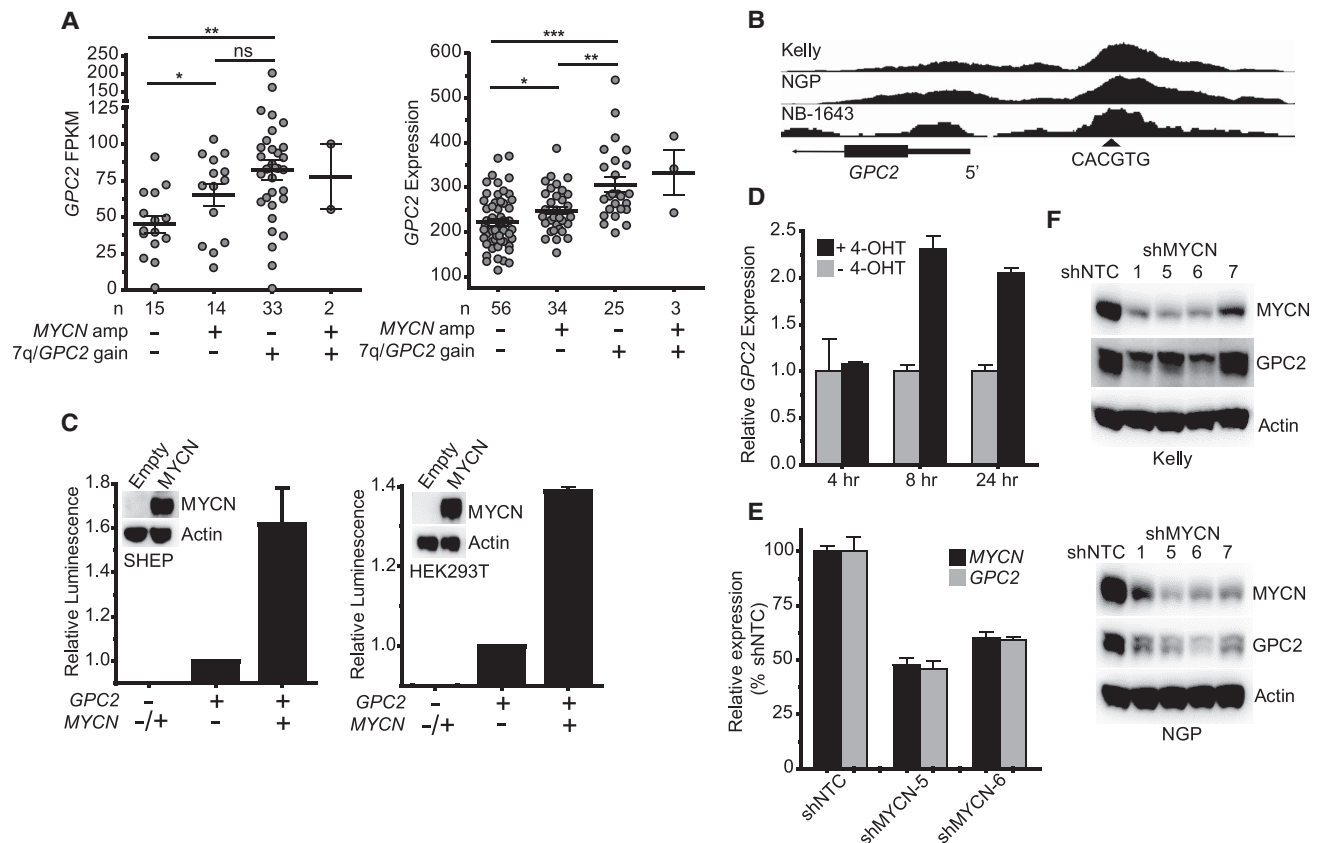 A
GPC2 FPKM
250
200
150
125
100
75
50
25
0
**
ns
*
n 15 14 33 2
MYCN amp - + - +
7q/GPC2 gain - - + +
GPC2 Expression
600
500
400
300
200
100
***
**
*
n 56 34 25 3
MYCN amp - + - +
7q/GPC2 gain - - + +
B
Kelly
NGP
NB-1643
CACGTG
GPC2 5'
C
Relative Luminescence
1.8
1.6
1.4
1.2
1.0
Empty
MYCN
MYCN
Actin
SHEP
GPC2 - + +
MYCN -/+ - +
Relative Luminescence
1.4
1.2
1.0
Empty
MYCN
MYCN
Actin
HEK293T
GPC2 - + +
MYCN -/+ - +
D
Relative GPC2 Expression
2.5
2.0
1.5
1.0
0.5
0.0
+ 4-OHT
- 4-OHT
4 hr 8 hr 24 hr
E
Relative expression
(% shNTC)
100
75
50
25
0
MYCN
GPC2
shNTC
shMYCN-5
shMYCN-6
F
shMYCN
shNTC 1 5 6 7
MYCN
GPC2
Actin
Kelly
shMYCN
shNTC 1 5 6 7
MYCN
GPC2
Actin
NGP